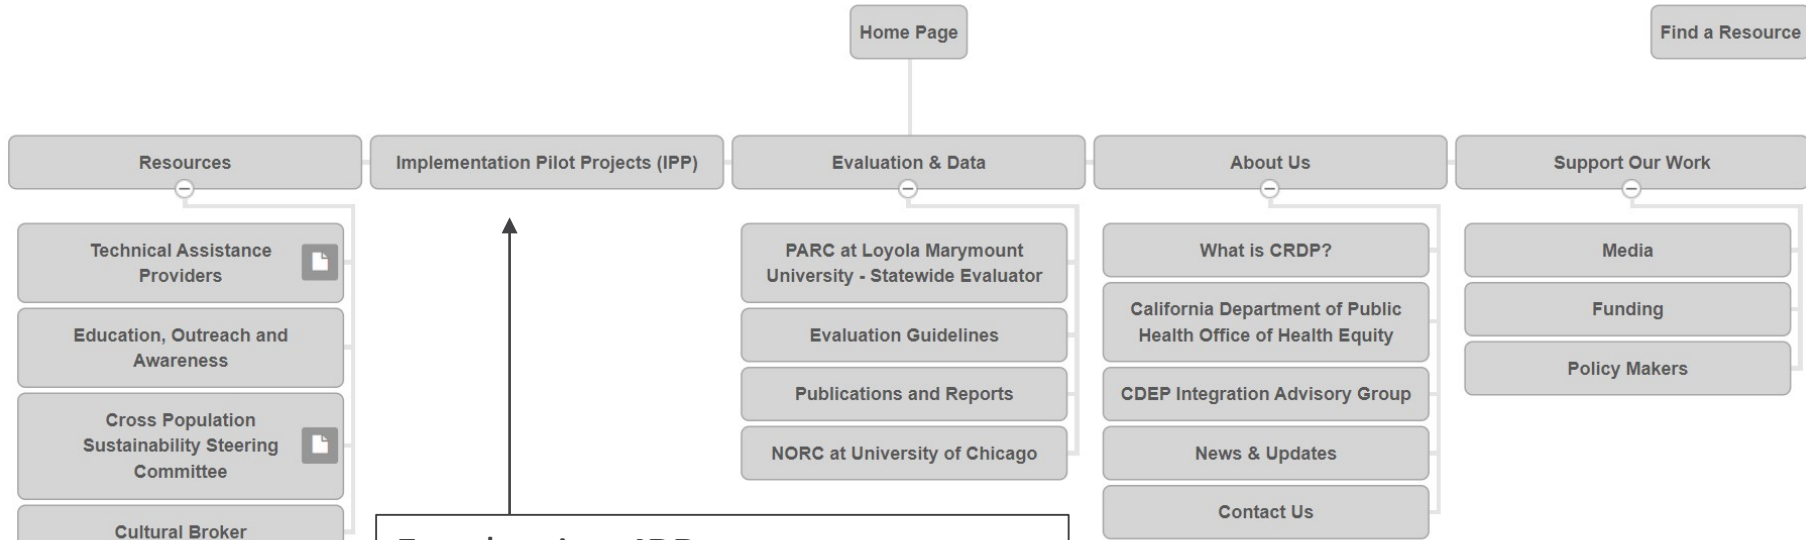 Home Page
Find a Resource
Resources
Implementation Pilot Projects (IPP)
Evaluation & Data
About Us
Support Our Work
Technical Assistance
Providers
Education, Outreach and
Awareness
Cross Population
Sustainability Steering
Committee
Cultural Broker
PARC at Loyola Marymount
University - Statewide Evaluator
Evaluation Guidelines
Publications and Reports
NORC at University of Chicago
What is CRDP?
California Department of Public
Health Office of Health Equity
CDEP Integration Advisory Group
News & Updates
Contact Us
Media
Funding
Policy Makers